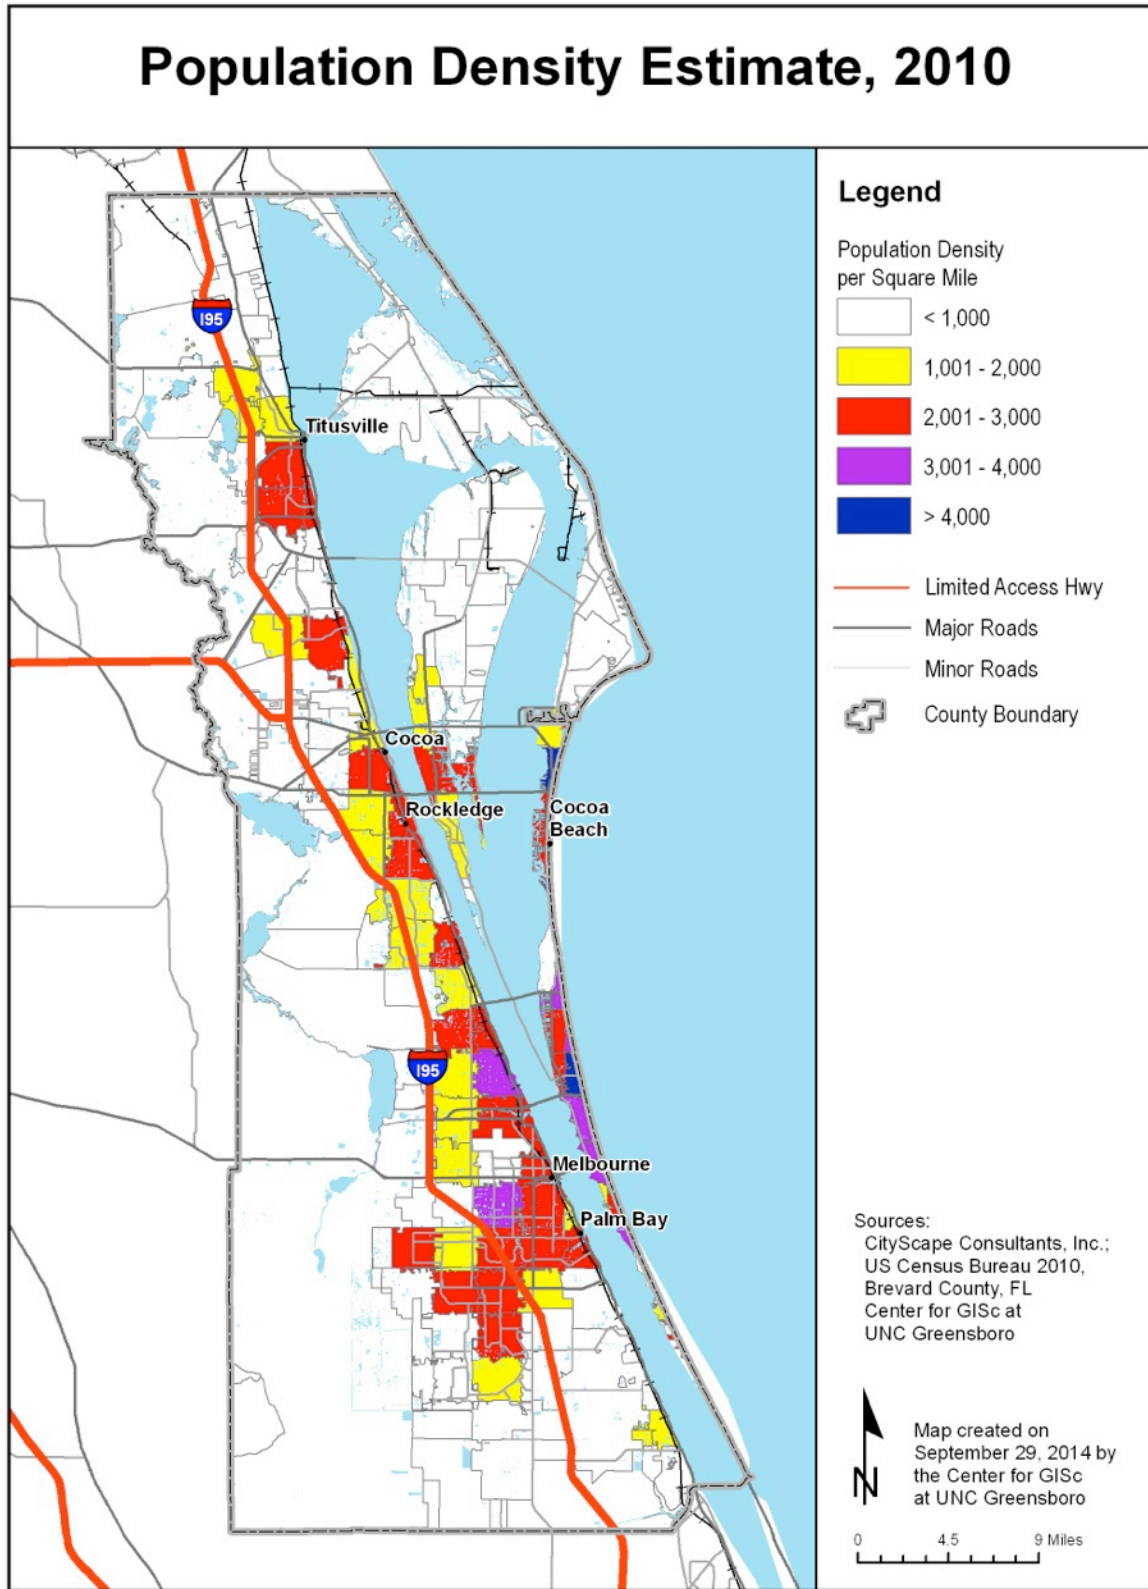 Population Density Estimate, 2010
I95
Titusville
Cocoa
Rockledge
Cocoa
Beach
I95
Melbourne
Palm Bay
Legend
Population Density
per Square Mile
< 1,000
1,001 - 2,000
2,001 - 3,000
3,001 - 4,000
> 4,000
Limited Access Hwy
Major Roads
Minor Roads
County Boundary
Sources:
CityScape Consultants, Inc.;
US Census Bureau 2010,
Brevard County, FL
Center for GISc at
UNC Greensboro
N
Map created on
September 29, 2014 by
the Center for GISc
at UNC Greensboro
0 4.5 9 Miles